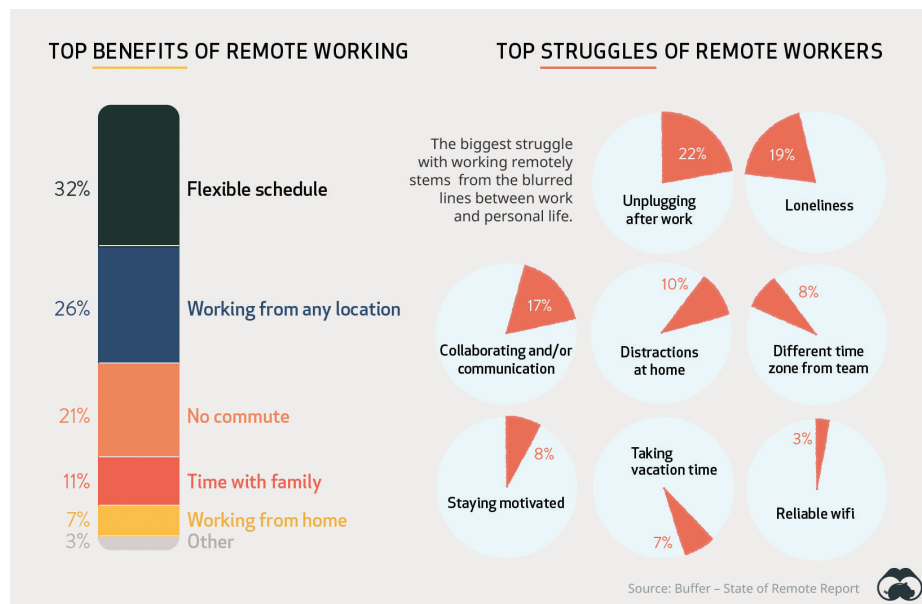 TOP BENEFITS OF REMOTE WORKING
32%
Flexible schedule
26%
Working from any location
21%
No commute
11%
Time with family
7%
Working from home
3%
Other
TOP STRUGGLES OF REMOTE WORKERS
The biggest struggle
with working remotely
stems from the blurred
lines between work
and personal life.
22%
Unplugging
after work
19%
Loneliness
17%
Collaborating and/or
communication
10%
Distractions
at home
8%
Different time
zone from team
8%
Staying motivated
Taking
vacation time
7%
3%
Reliable wifi
Source: Buffer – State of Remote Report